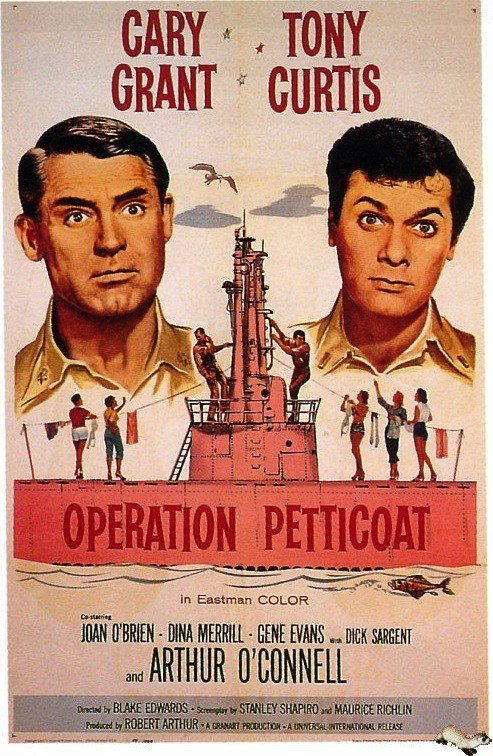 CARY TONY
GRANT CURTIS
OPERATION PETTICOAT
in Eastman COLOR
Co-starring
JOAN O'BRIEN - DINA MERRILL - GENE EVANS with DICK SARGENT
and ARTHUR O'CONNELL
Directed by BLAKE EDWARDS - Screenplay by STANLEY SHAPIRO and MAURICE RICHLIN
Produced by ROBERT ARTHUR - A GRANART PRODUCTION - A UNIVERSAL-INTERNATIONAL RELEASE